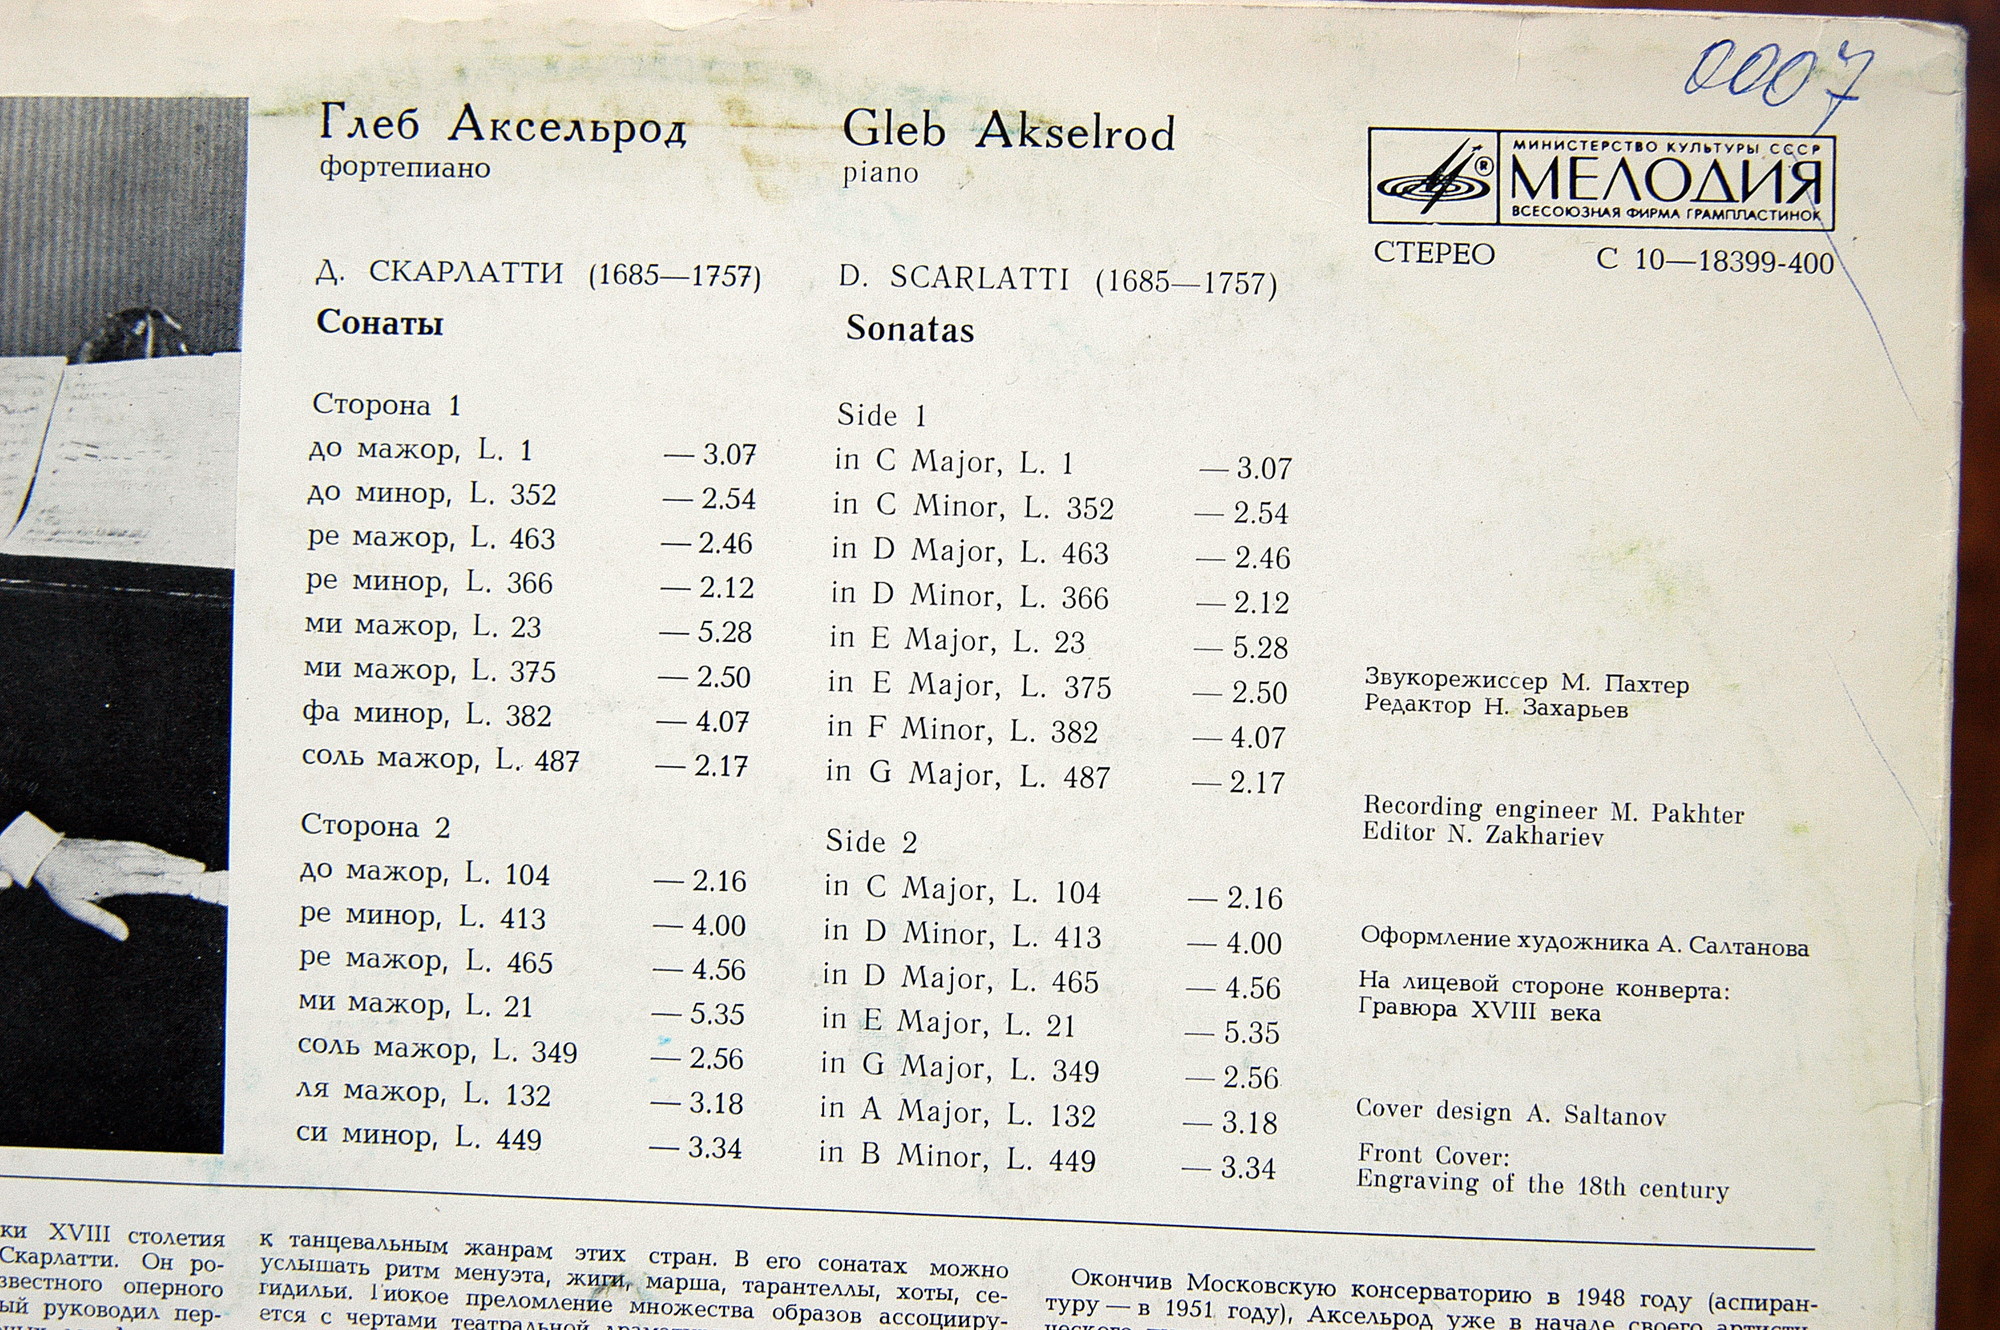 0007
Глеб Аксельрод
фортепиано
Gleb Akselrod
piano
МИНИСТЕРСТВО КУЛЬТУРЫ СССР
МЕЛОДИЯ
ВСЕСОЮЗНАЯ ФИРМА ГРАМПЛАСТИНОК
®
СТЕРЕО С 10—18399-400
Д. СКАРЛАТТИ (1685—1757)
Сонаты
Сторона 1
до мажор, L. 1 — 3.07
до минор, L. 352 — 2.54
ре мажор, L. 463 — 2.46
ре минор, L. 366 — 2.12
ми мажор, L. 23 — 5.28
ми мажор, L. 375 — 2.50
фа минор, L. 382 — 4.07
соль мажор, L. 487 — 2.17
Сторона 2
до мажор, L. 104 — 2.16
ре минор, L. 413 — 4.00
ре мажор, L. 465 — 4.56
ми мажор, L. 21 — 5.35
соль мажор, L. 349 — 2.56
ля мажор, L. 132 — 3.18
си минор, L. 449 — 3.34
D. SCARLATTI (1685—1757)
Sonatas
Side 1
in C Major, L. 1 — 3.07
in C Minor, L. 352 — 2.54
in D Major, L. 463 — 2.46
in D Minor, L. 366 — 2.12
in E Major, L. 23 — 5.28
in E Major, L. 375 — 2.50
in F Minor, L. 382 — 4.07
in G Major, L. 487 — 2.17
Side 2
in C Major, L. 104 — 2.16
in D Minor, L. 413 — 4.00
in D Major, L. 465 — 4.56
in E Major, L. 21 — 5.35
in G Major, L. 349 — 2.56
in A Major, L. 132 — 3.18
in B Minor, L. 449 — 3.34
Звукорежиссер М. Пахтер
Редактор Н. Захарьев
Recording engineer M. Pakhter
Editor N. Zakhariev
Оформление художника А. Салтанова
На лицевой стороне конверта:
Гравюра XVIII века
Cover design A. Saltanov
Front Cover:
Engraving of the 18th century
ки XVIII столетия
Скарлатти. Он ро-
звестного оперного
ый руководил пер-
к танцевальным жанрам этих стран. В его сонатах можно
услышать ритм менуэта, жиги, марша, тарантеллы, хоты, се-
гидильи. Гибкое преломление множества образов ассоцииру-
ется с чертами театральной
Окончив Московскую консерваторию в 1948 году (аспиран-
туру — в 1951 году), Аксельрод уже в начале своего артисти-